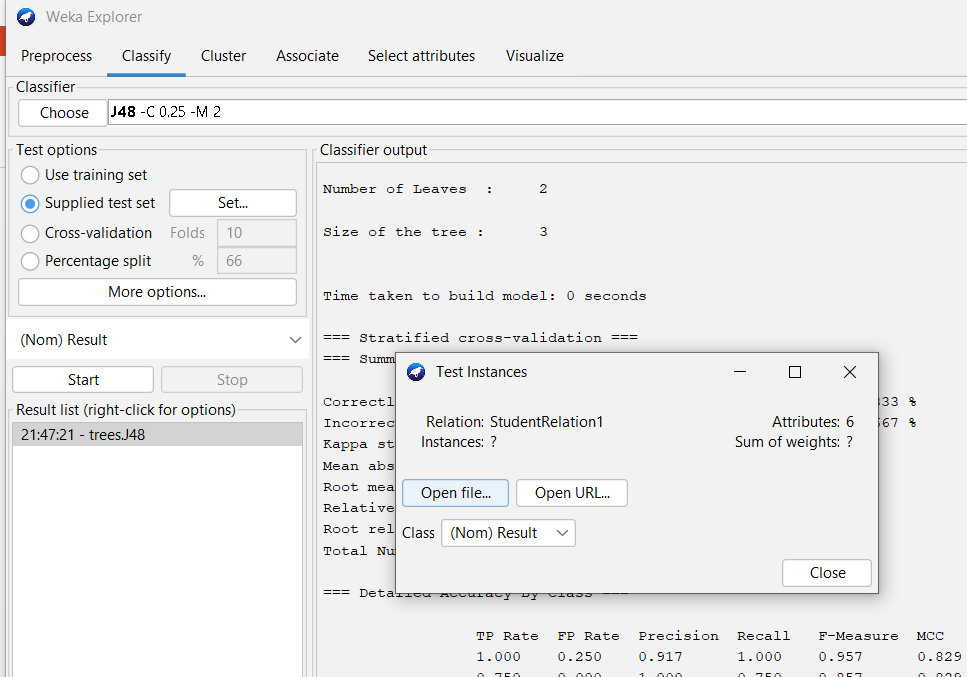 Weka Explorer
Preprocess Classify Cluster Associate Select attributes Visualize
Classifier
Choose J48 -C 0.25 -M 2
Test options
Use training set
Supplied test set Set...
Cross-validation Folds 10
Percentage split % 66
More options...
(Nom) Result
Start Stop
Result list (right-click for options)
21:47:21 - trees.J48
Classifier output
Number of Leaves : 2
Size of the tree : 3
Time taken to build model: 0 seconds
=== Stratified cross-validation ===
=== Summ
Correctl 333 %
Incorrec 667 %
Kappa st
Mean abs
Root mea
Relative
Root rel
Total Nu
=== Detailed Accuracy By Class ===
TP Rate FP Rate Precision Recall F-Measure MCC
1.000 0.250 0.917 1.000 0.957 0.829
0.750 0.000 1.000 0.750 0.857 0.829
Test Instances
Relation: StudentRelation1 Attributes: 6
Instances: ? Sum of weights: ?
Open file... Open URL...
Class (Nom) Result
Close